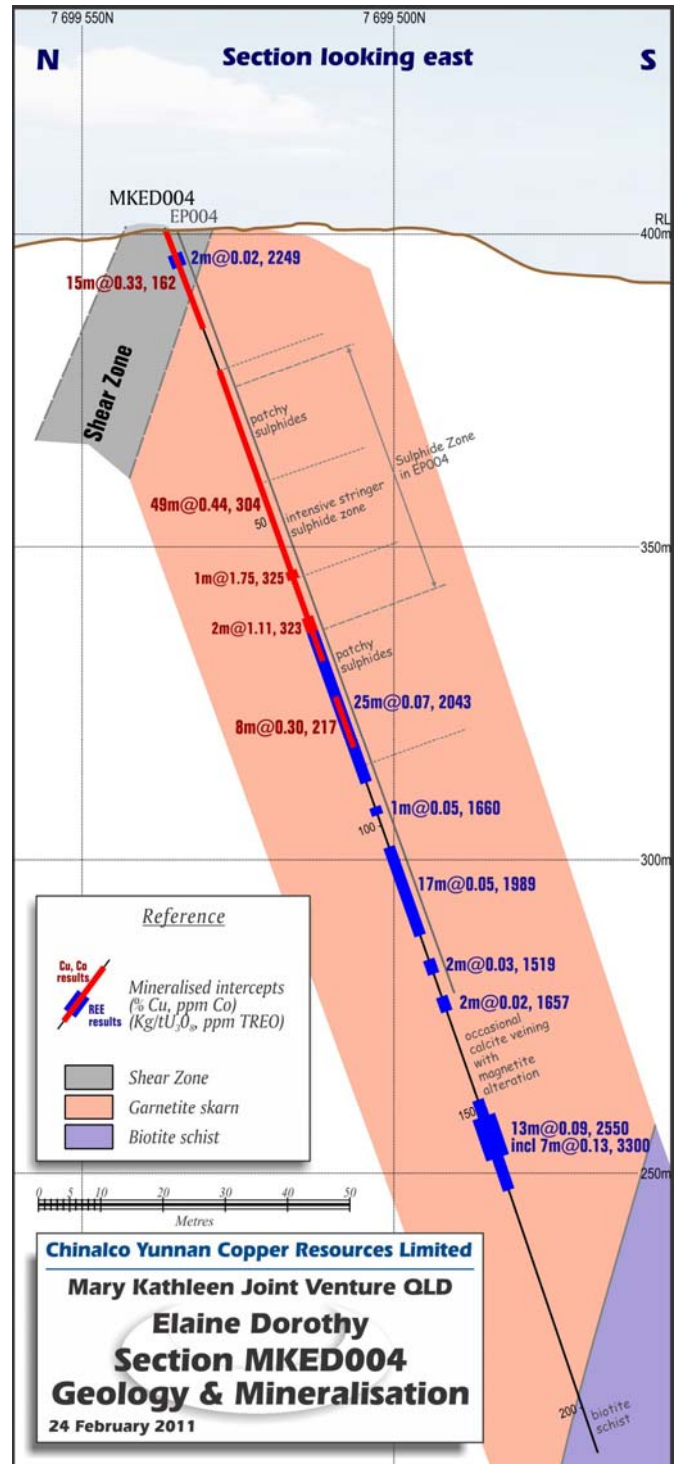 7 699 550N
7 699 500N
N
Section looking east
S
MKED004
EP004
RL
400m
2m@0.02, 2249
15m@0.33, 162
Shear Zone
patchy
sulphides
Sulphide Zone
in EP004
49m@0.44, 304
50
intensive stringer
sulphide zone
350m
1m@1.75, 325
2m@1.11, 323
patchy
sulphides
25m@0.07, 2043
8m@0.30, 217
1m@0.05, 1660
100
300m
17m@0.05, 1989
2m@0.03, 1519
2m@0.02, 1657
occasional
calcite veining
with
magnetite
alteration
150
13m@0.09, 2550
incl 7m@0.13, 3300
250m
200
biotite
schist
Reference
Cu, Co
results
REE
results
Mineralised intercepts
(% Cu, ppm Co)
(Kg/tU₃O₈, ppm TREO)
Shear Zone
Garnetite skarn
Biotite schist
0 5 10 20 30 40 50
Metres
Chinalco Yunnan Copper Resources Limited
Mary Kathleen Joint Venture QLD
Elaine Dorothy
Section MKED004
Geology & Mineralisation
24 February 2011